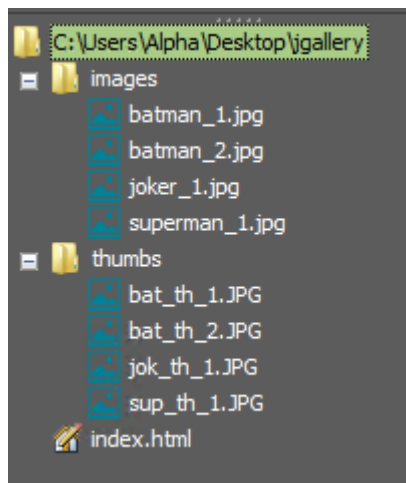 C:\Users\Alpha\Desktop\jgallery
images
batman_1.jpg
batman_2.jpg
joker_1.jpg
superman_1.jpg
thumbs
bat_th_1.JPG
bat_th_2.JPG
jok_th_1.JPG
sup_th_1.JPG
index.html